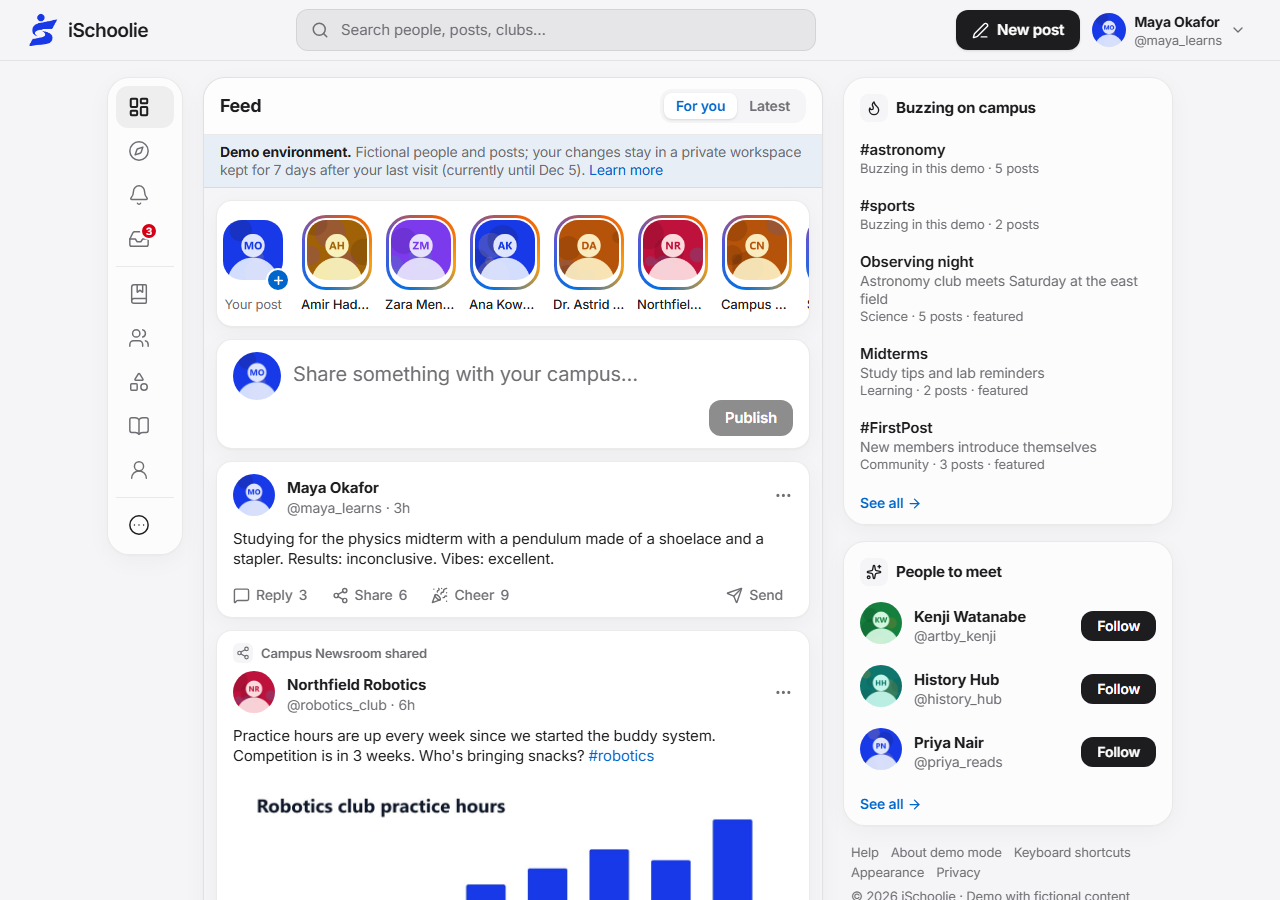 iSchoolie
Search people, posts, clubs...
New post
MO
Maya Okafor
@maya_learns
3
Feed
For you
Latest
Demo environment. Fictional people and posts; your changes stay in a private workspace
kept for 7 days after your last visit (currently until Dec 5). Learn more
MO
AH
ZM
AK
DA
NR
CN
Your post
Amir Had...
Zara Men...
Ana Kow...
Dr. Astrid ...
Northfiel...
Campus ...
MO
Share something with your campus...
Publish
MO
Maya Okafor
@maya_learns · 3h
Studying for the physics midterm with a pendulum made of a shoelace and a
stapler. Results: inconclusive. Vibes: excellent.
Reply 3
Share 6
Cheer 9
Send
Campus Newsroom shared
NR
Northfield Robotics
@robotics_club · 6h
Practice hours are up every week since we started the buddy system.
Competition is in 3 weeks. Who's bringing snacks? #robotics
Robotics club practice hours
Buzzing on campus
#astronomy
Buzzing in this demo · 5 posts
#sports
Buzzing in this demo · 2 posts
Observing night
Astronomy club meets Saturday at the east
field
Science · 5 posts · featured
Midterms
Study tips and lab reminders
Learning · 2 posts · featured
#FirstPost
New members introduce themselves
Community · 3 posts · featured
See all →
People to meet
KW
Kenji Watanabe
@artby_kenji
Follow
HH
History Hub
@history_hub
Follow
PN
Priya Nair
@priya_reads
Follow
See all →
Help About demo mode Keyboard shortcuts
Appearance Privacy
© 2026 iSchoolie · Demo with fictional content